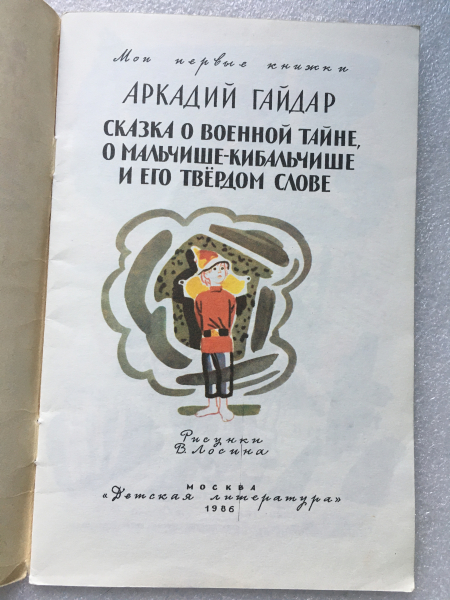 Мои первые книжки
АРКАДИЙ ГАЙДАР
СКАЗКА О ВОЕННОЙ ТАЙНЕ,
О МАЛЬЧИШЕ-КИБАЛЬЧИШЕ
И ЕГО ТВЁРДОМ СЛОВЕ
Рисунки
В. Лосина
МОСКВА
«Детская литература»
1986